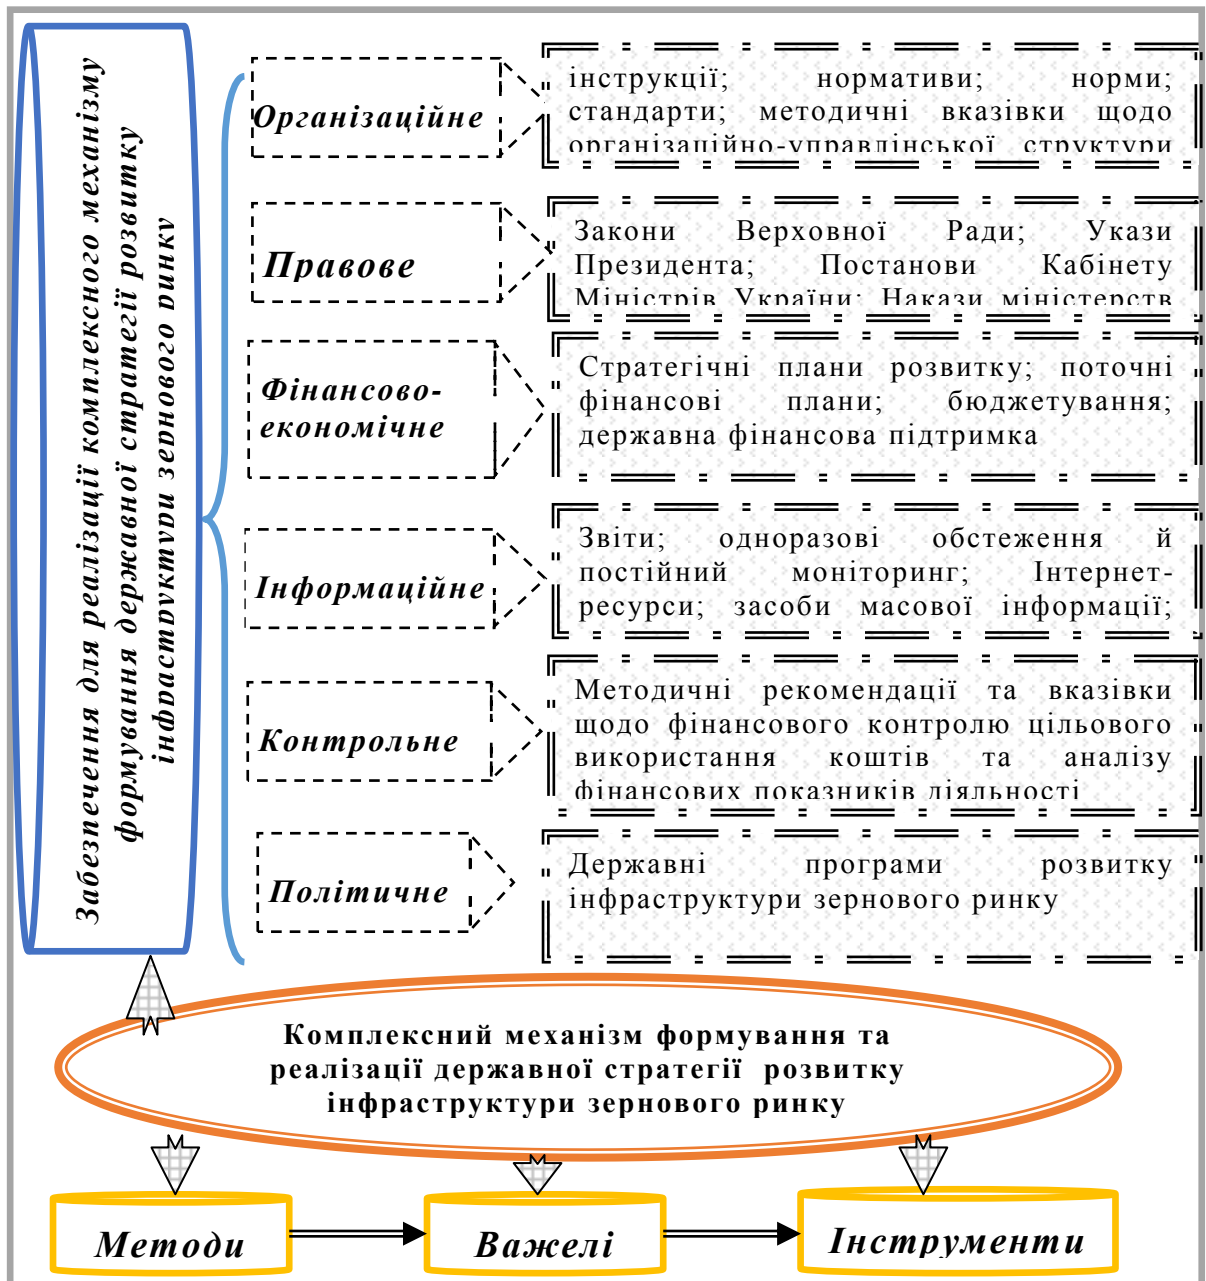 Забезпечення для реалізації комплексного механізму
формування державної стратегії розвитку
інфраструктури зернового ринку
Організаційне
інструкції; нормативи; норми;
стандарти; методичні вказівки щодо
організаційно-управлінської структури
Правове
Закони Верховної Ради; Укази
Президента; Постанови Кабінету
Міністрів України; Накази міністерств
Фінансово-
економічне
Стратегічні плани розвитку; поточні
фінансові плани; бюджетування;
державна фінансова підтримка
Інформаційне
Звіти; одноразові обстеження й
постійний моніторинг; Інтернет-
ресурси; засоби масової інформації;
Контрольне
Методичні рекомендації та вказівки
щодо фінансового контролю цільового
використання коштів та аналізу
фінансових показників діяльності
Політичне
Державні програми розвитку
інфраструктури зернового ринку
Комплексний механізм формування та
реалізації державної стратегії розвитку
інфраструктури зернового ринку
Методи
Важелі
Інструменти